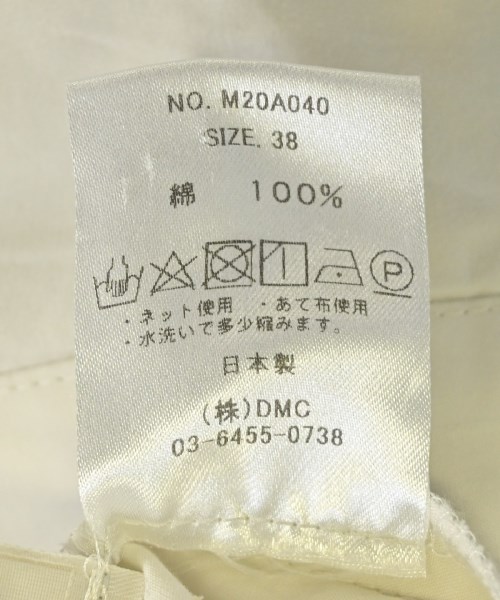 NO. M20A040
SIZE. 38
綿 100%
P
・ネット使用 ・あて布使用
・水洗いで多少縮みます。
日本製
(株)DMC
03-6455-0738